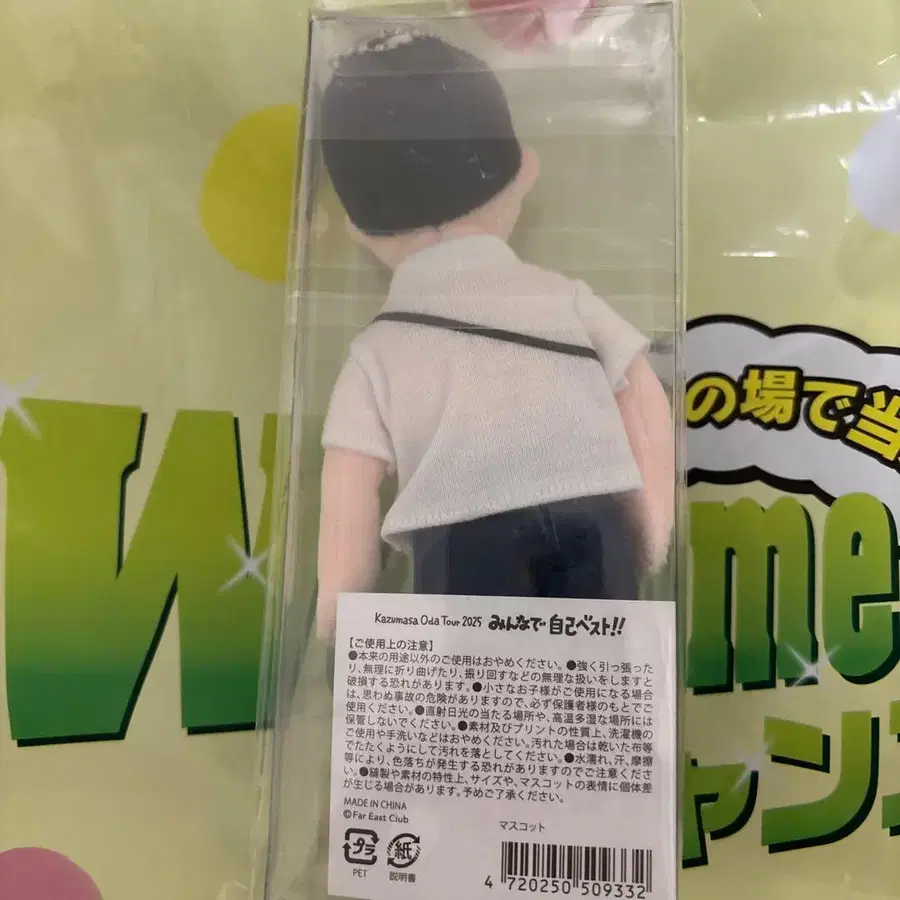 の場で当
W
me
ャンス
Kazumasa Oda Tour 2025 みんなで 自己ベスト!!
【ご使用上の注意】
●本来の用途以外のご使用はおやめください。●強く引っ張った
り、無理に折り曲げたり、振り回すなどの無理な扱いをしますと
破損する恐れがあります。●小さなお子様がご使用になる場合
は、思わぬ事故の危険がありますので、必ず保護者様のもとでご
使用ください。●直射日光の当たる場所や、高温多湿な場所には
保管しないでください。●素材及びプリントの性質上、洗濯機の
ご使用や手洗いなどはおやめください。汚れた場合は乾いた布等
でたたくようにして汚れを落としてください。●水濡れ、汗、摩擦
等により、色落ちが発生する恐れがありますのでご注意くださ
い。●縫製や素材の特性上、サイズや、マスコットの表情に個体差
が生じる場合があります。予めご了承ください。
MADE IN CHINA
©Far East Club
プラ
PET
紙
説明書
マスコット
4 720250 509332